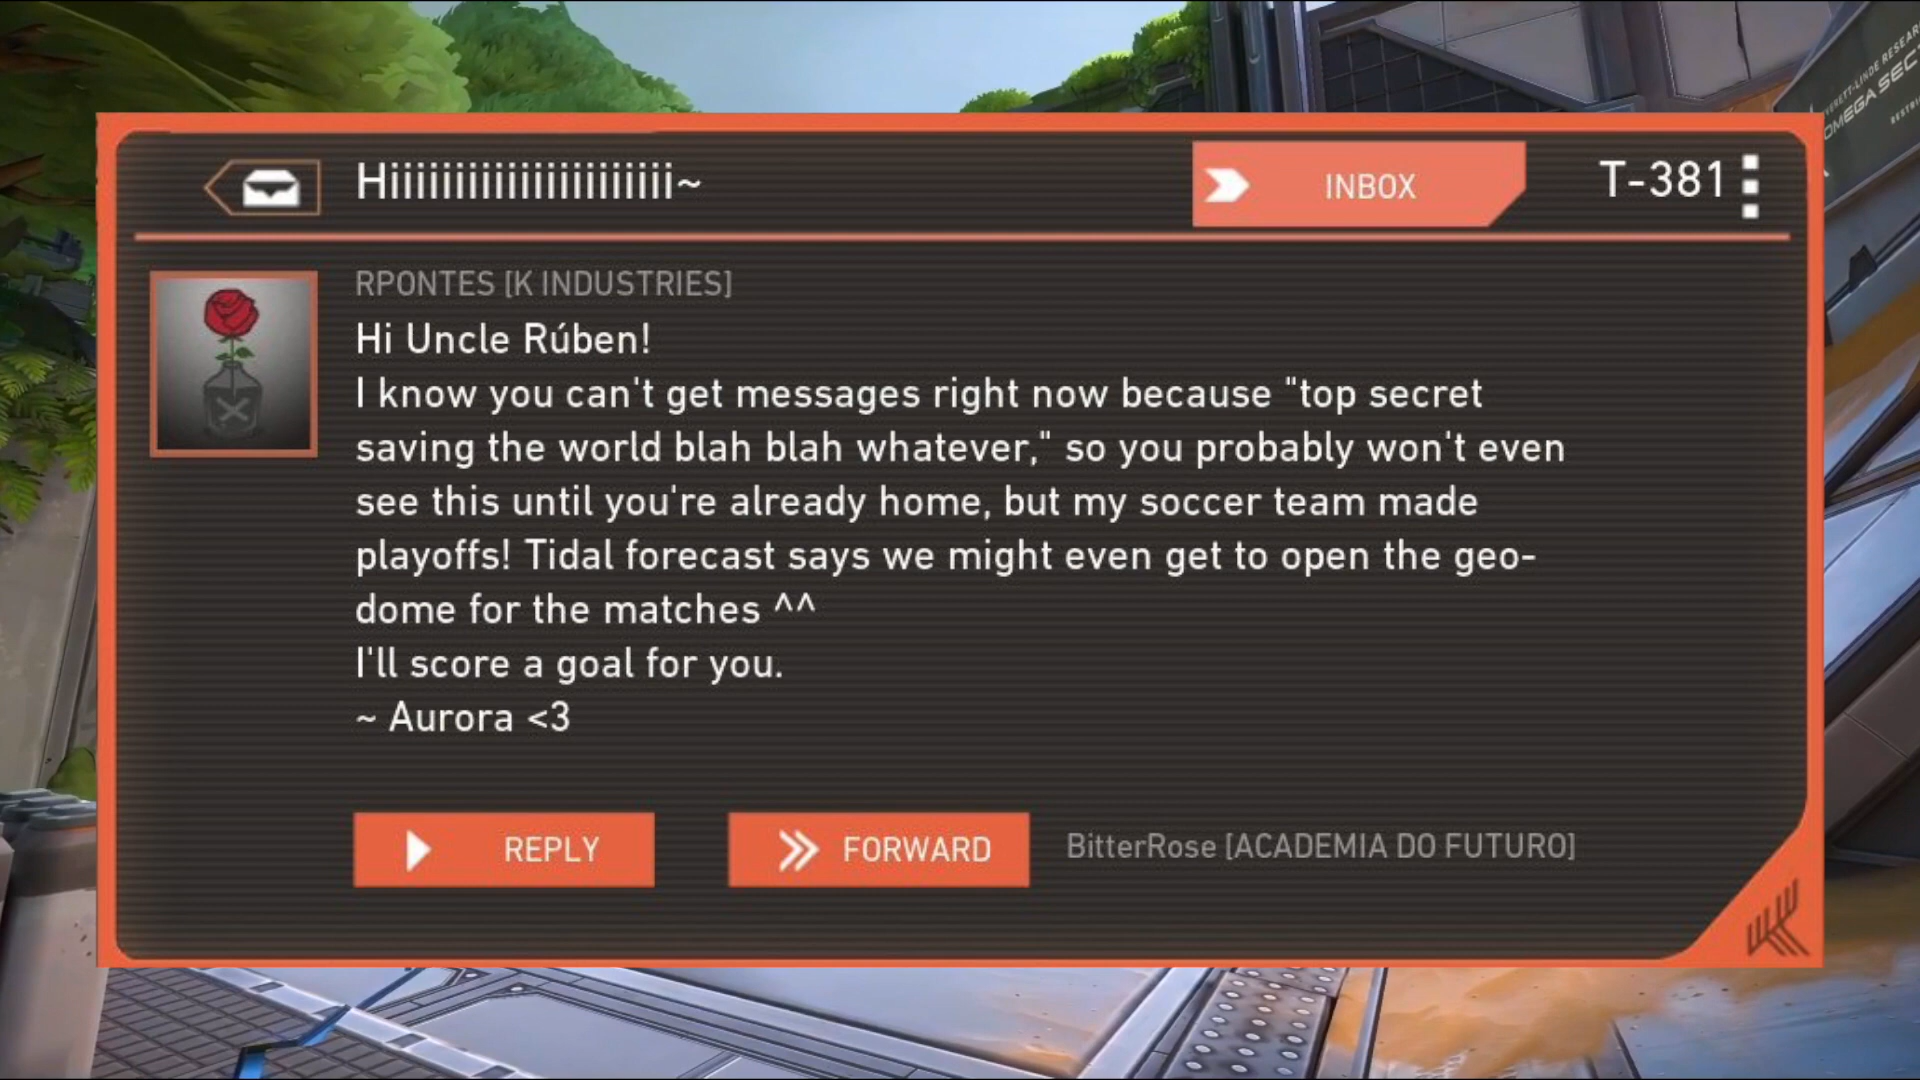 Hiiiiiiiiiiiiiiiiiiiiii~
INBOX
T-381
RPONTES [K INDUSTRIES]
Hi Uncle Rúben!
I know you can't get messages right now because "top secret
saving the world blah blah whatever," so you probably won't even
see this until you're already home, but my soccer team made
playoffs! Tidal forecast says we might even get to open the geo-
dome for the matches ^^
I'll score a goal for you.
~ Aurora <3
REPLY
FORWARD
BitterRose [ACADEMIA DO FUTURO]
OMEGA SEC